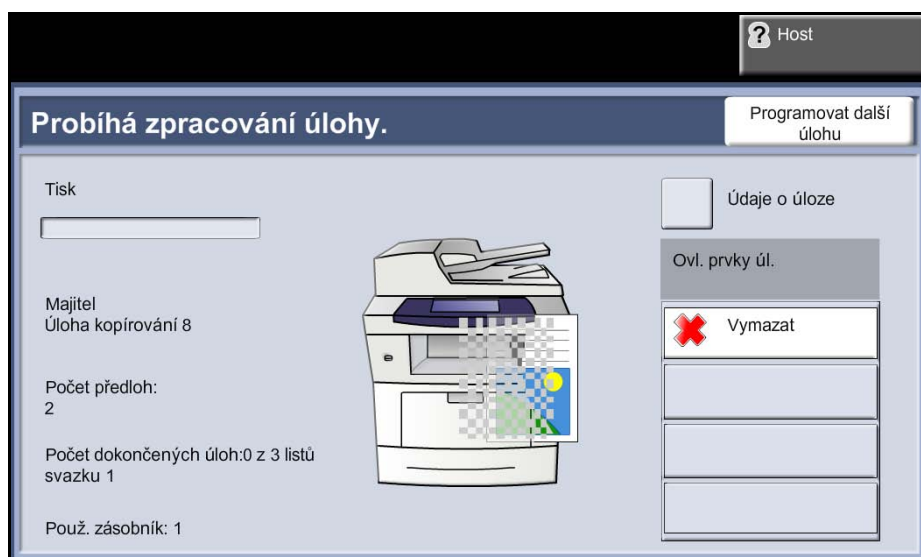 Host
Probíhá zpracování úlohy.
Programovat další
úlohu
Tisk
Údaje o úloze
Ovl. prvky úl.
Majitel
Úloha kopírování 8
Vymazat
Počet předloh:
2
Počet dokončených úloh:0 z 3 listů
svazku 1
Použ. zásobník: 1